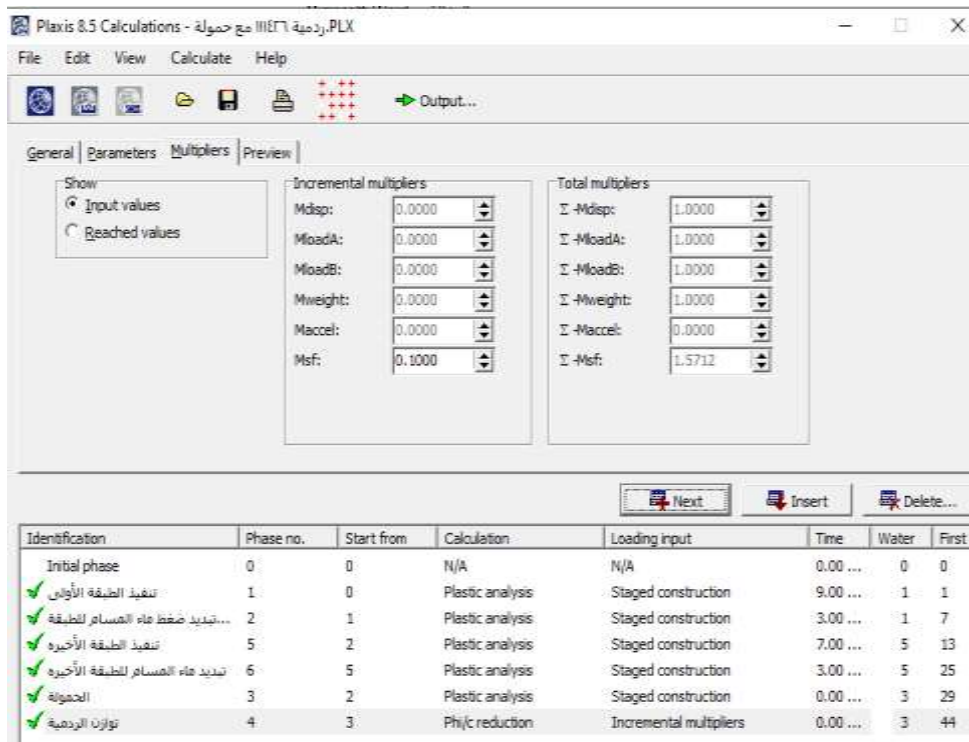 Plaxis 8.5 Calculations - ردمية ١١١٤٢٦ مع حمولة.PLX
File Edit View Calculate Help
Output...
General Parameters Multipliers Preview
Show
Input values
Reached values
Incremental multipliers
Mdisp: 0.0000
MloadA: 0.0000
MloadB: 0.0000
Mweight: 0.0000
Maccel: 0.0000
Msf: 0.1000
Total multipliers
Σ -Mdisp: 1.0000
Σ -MloadA: 1.0000
Σ -MloadB: 1.0000
Σ -Mweight: 1.0000
Σ -Maccel: 0.0000
Σ -Msf: 1.5712
Next Insert Delete...
Identification Phase no. Start from Calculation Loading input Time Water First
Initial phase 0 0 N/A N/A 0.00 ... 0 0
تنفيذ الطبقة الأولى 1 0 Plastic analysis Staged construction 9.00 ... 1 1
تبديد ضغط ماء المسام للطبقة... 2 1 Plastic analysis Staged construction 3.00 ... 1 7
تنفيذ الطبقة الأخيره 5 2 Plastic analysis Staged construction 7.00 ... 5 13
تبديد ماء المسام للطبقة الأخيره 6 5 Plastic analysis Staged construction 3.00 ... 5 25
الحمولة 3 2 Plastic analysis Staged construction 0.00 ... 3 29
توازن الردمية 4 3 Phi/c reduction Incremental multipliers 0.00 ... 3 44